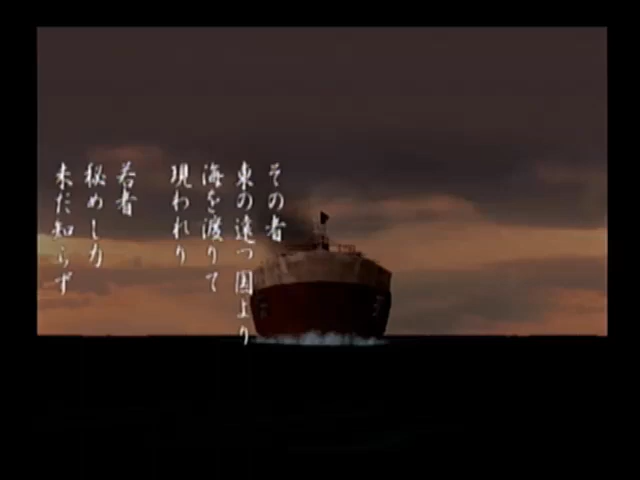 その者
東の遠つ国より
海を渡りて
現われり
若者
秘めし力
未だ知らず